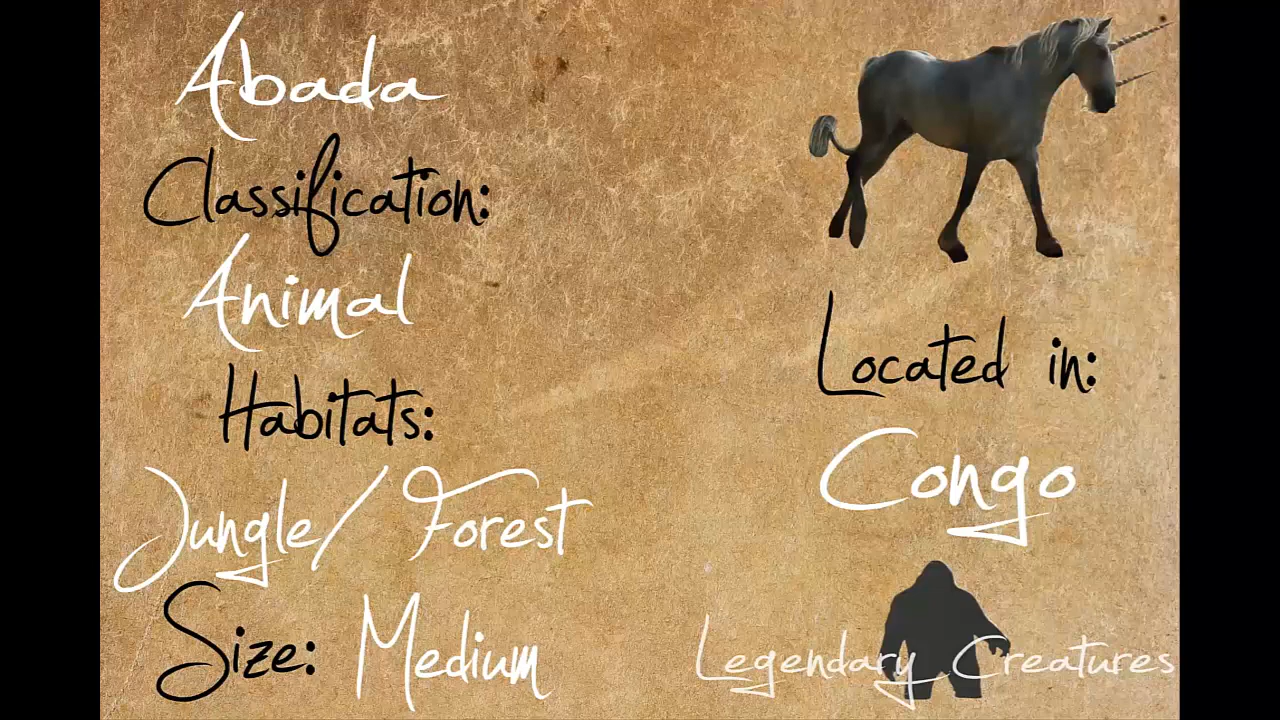 Abada
Classification:
Animal
Habitats:
Jungle/ Forest
Size: Medium
Located in:
Congo
Legendary Creatures